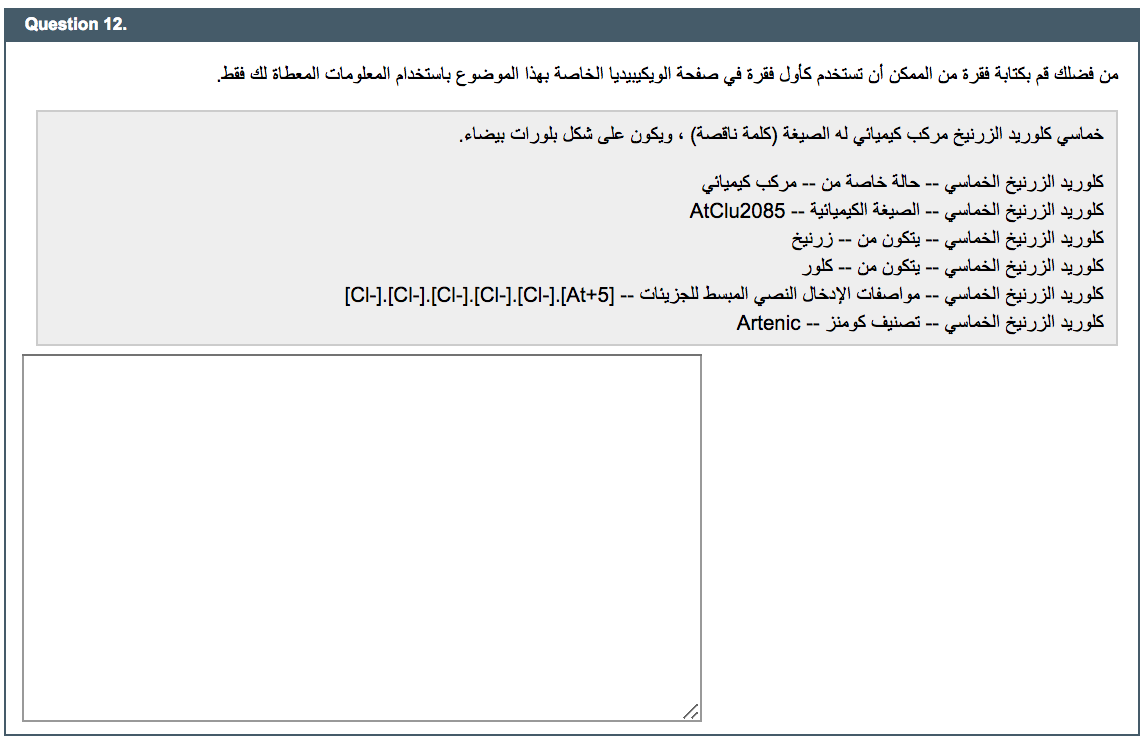 Question 12.
من فضلك قم بكتابة فقرة من الممكن أن تستخدم كأول فقرة في صفحة الويكيبيديا الخاصة بهذا الموضوع باستخدام المعلومات المعطاة لك فقط.
خماسي كلوريد الزرنيخ مركب كيميائي له الصيغة (كلمة ناقصة) ، ويكون على شكل بلورات بيضاء.
كلوريد الزرنيخ الخماسي -- حالة خاصة من -- مركب كيميائي
كلوريد الزرنيخ الخماسي -- الصيغة الكيميائية -- AtClu2085
كلوريد الزرنيخ الخماسي -- يتكون من -- زرنيخ
كلوريد الزرنيخ الخماسي -- يتكون من -- كلور
كلوريد الزرنيخ الخماسي -- مواصفات الإدخال النصي المبسط للجزيئات -- [Cl-].[Cl-].[Cl-].[Cl-].[Cl-].[At+5]
كلوريد الزرنيخ الخماسي -- تصنيف كومنز -- Artenic